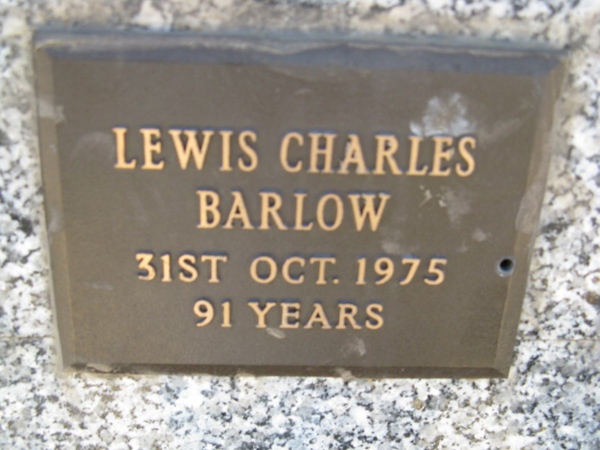 LEWIS CHARLES
BARLOW
31ST OCT. 1975
91 YEARS